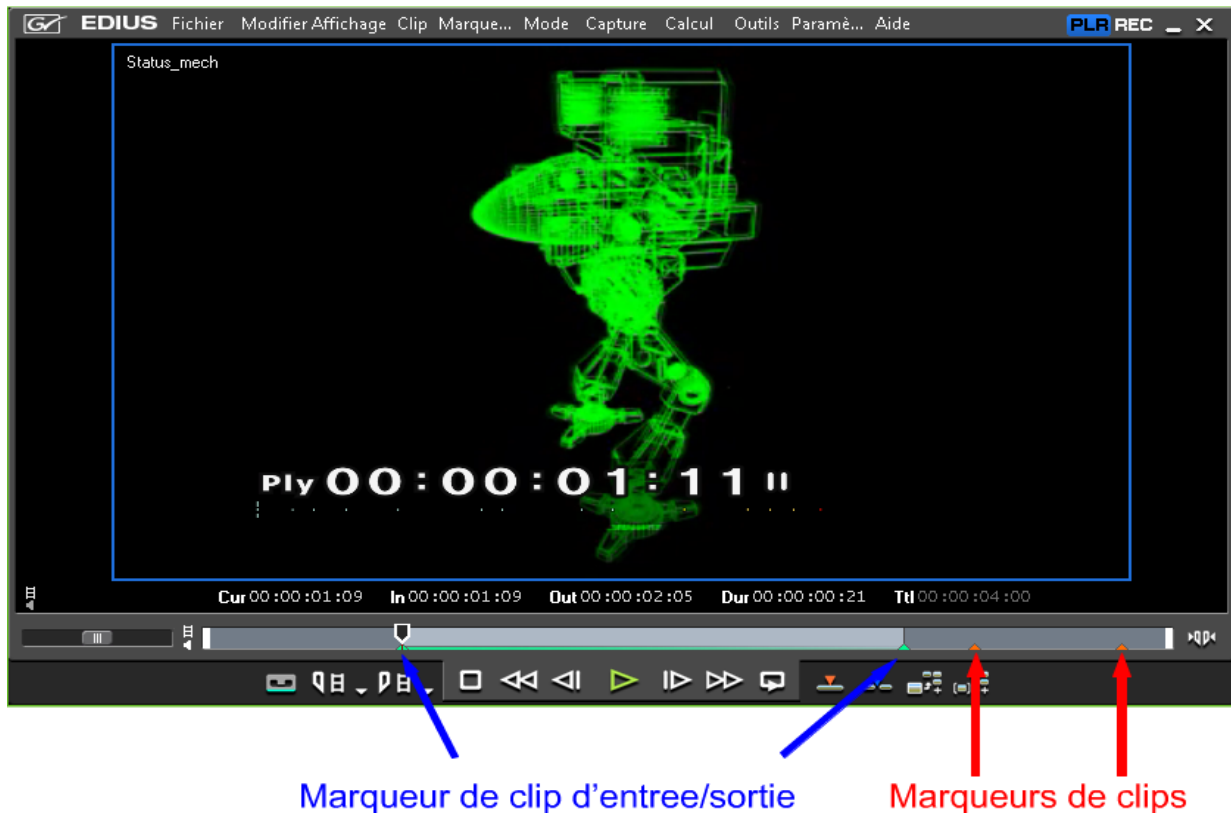 EDIUS Fichier Modifier Affichage Clip Marque... Mode Capture Calcul Outils Paramè... Aide PLR REC
Status_mech
Ply 00:00:01:11
Cur 00:00:01:09 In 00:00:01:09 Out 00:00:02:05 Dur 00:00:00:21 Ttl 00:00:04:00
Marqueur de clip d'entree/sortie Marqueurs de clips